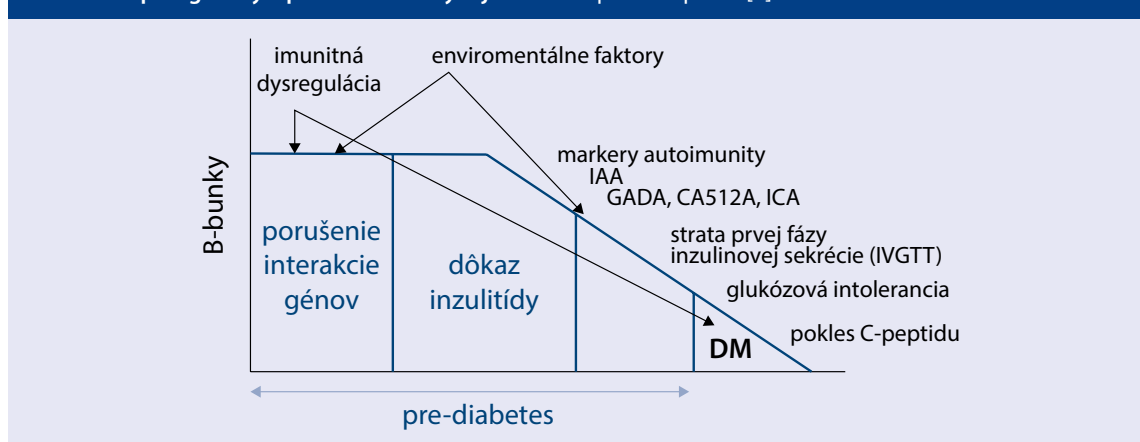 imunitná
dysregulácia
enviromentálne faktory
markery autoimunity
IAA
GADA, CA512A, ICA
strata prvej fázy
inzulinovej sekrécie (IVGTT)
glukózová intolerancia
pokles C-peptidu
B-bunky
porušenie
interakcie
génov
dôkaz
inzulitídy
DM
pre-diabetes